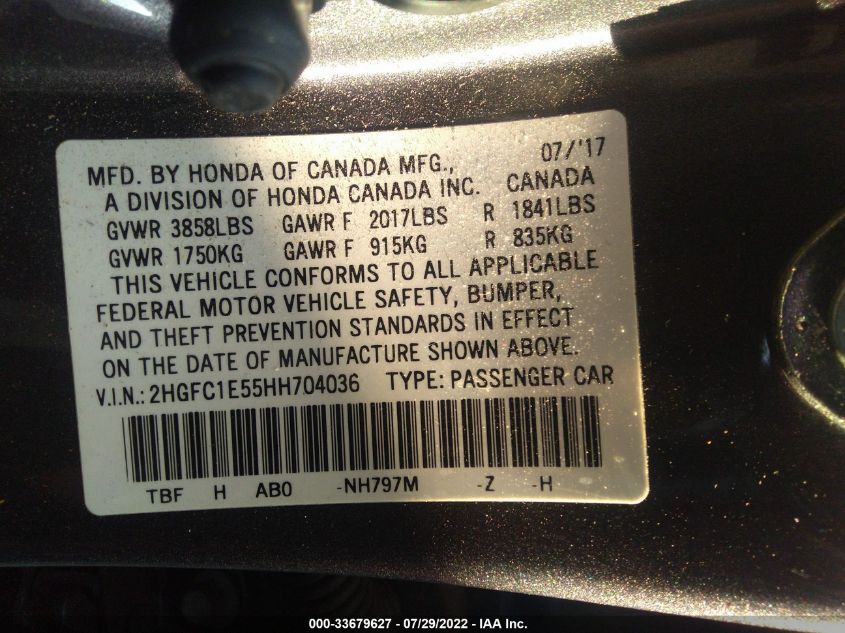 MFD. BY HONDA OF CANADA MFG., 07/'17
A DIVISION OF HONDA CANADA INC. CANADA
GVWR 3858LBS GAWR F 2017LBS R 1841LBS
GVWR 1750KG GAWR F 915KG R 835KG
THIS VEHICLE CONFORMS TO ALL APPLICABLE
FEDERAL MOTOR VEHICLE SAFETY, BUMPER,
AND THEFT PREVENTION STANDARDS IN EFFECT
ON THE DATE OF MANUFACTURE SHOWN ABOVE.
V.I.N.: 2HGFC1E55HH704036 TYPE: PASSENGER CAR
TBF H AB0 -NH797M -Z -H
000-33679627 - 07/29/2022 - IAA Inc.